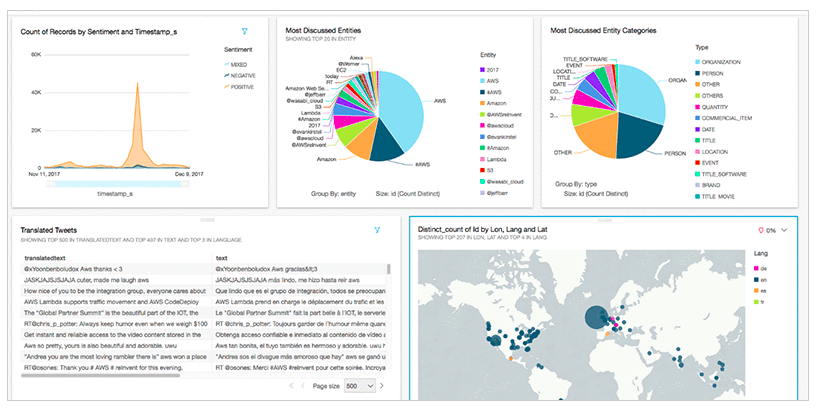 Count of Records by Sentiment and Timestamp_s
60K
40K
20K
0
Nov 11, 2017
Dec 9, 2017
timestamp_s
Sentiment
MIXED
NEGATIVE
POSITIVE
Most Discussed Entities
SHOWING TOP 20 IN ENTITY
Alexa
@Werner
EC2
today
RT
Amazon Web Se...
@jeffbarr
@wasabi_cloud
S3
Lambda
#Amazon
2017
@evankirstel
@awscloud
@AWSreInvent
Amazon
#AWS
AWS
Entity
2017
AWS
#AWS
Amazon
@AWSreInvent
@awscloud
@evankirstel
#Amazon
Lambda
S3
@wasabi_cloud
@jeffbarr
Group By: entity
Size: id (Count Distinct)
Most Discussed Entity Categories
TITLE_SOFTWARE
EVENT
LOCATI...
TITLE
DATE
CO...
JU...
D...
OTHER
PERSON
ORGAN
Type
ORGANIZATION
PERSON
OTHER
OTHERS
QUANTITY
COMMERCIAL_ITEM
DATE
TITLE
LOCATION
EVENT
TITLE_SOFTWARE
BRAND
TITLE_MOVIE
Group By: type
Size: id (Count Distinct)
Translated Tweets
SHOWING TOP 500 IN TRANSLATEDTEXT AND TOP 497 IN TEXT AND TOP 3 IN LANGUAGE
translatedtext text
@xYoonbenboludox Aws thanks < 3 @xYoonbenboludox Aws gracias&lt;3
JASKJAJSJSJAJA cuter, made me laugh aws JASKJAJSJSJAJA más lindo, me hizo hasta reir aws
How nice of you to be the integration group, everyone cares about Que lindo que es el grupo de integración, todos se preocupan
AWS Lambda supports traffic movement and AWS CodeDeploy AWS Lambda prend en charge le déplacement du trafic et les
The "Global Partner Summit" is the beautiful part of the IOT, the Le "Global Partner Summit" fait la part belle à l'IOT, le serverle
RT@chris_p_potter: Always keep humor even when we weigh $100 RT @chris_p_potter: Toujours garder de l'humour même quan
Get instant and reliable access to the video content stored in the Obtenga acceso confiable e inmediato al contenido de vídeo a
Aws so pretty, yours is also beautiful and adorable. uwu Aws tan bonita, el tuyo también es hermoso y adorable. uwu
"Andrea you are the most loving rambler there is" aws won a place "Andrea sos el divague más amoroso que hay" aws se ganó u
RT@osones: Thank you # AWS # reInvent for this evening. RT @osones: Merci #AWS #reInvent pour cette soirée. Incroya
Page size 500
Distinct_count of Id by Lon, Lang and Lat
SHOWING TOP 207 IN LON, LAT AND TOP 4 IN LANG
0%
Lang
de
en
es
fr